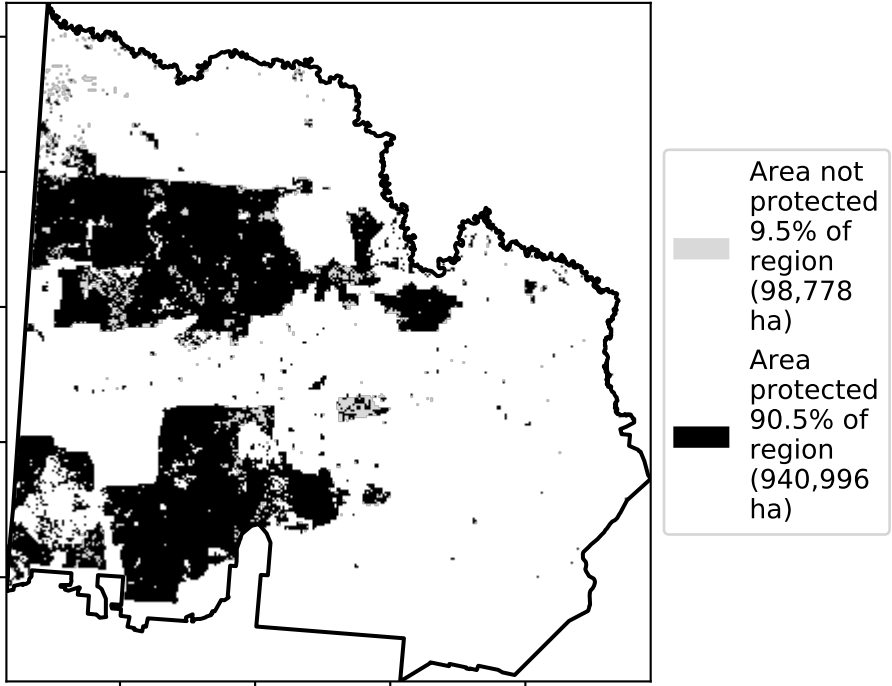 Area not
protected
9.5% of
region
(98,778
ha)
Area
protected
90.5% of
region
(940,996
ha)